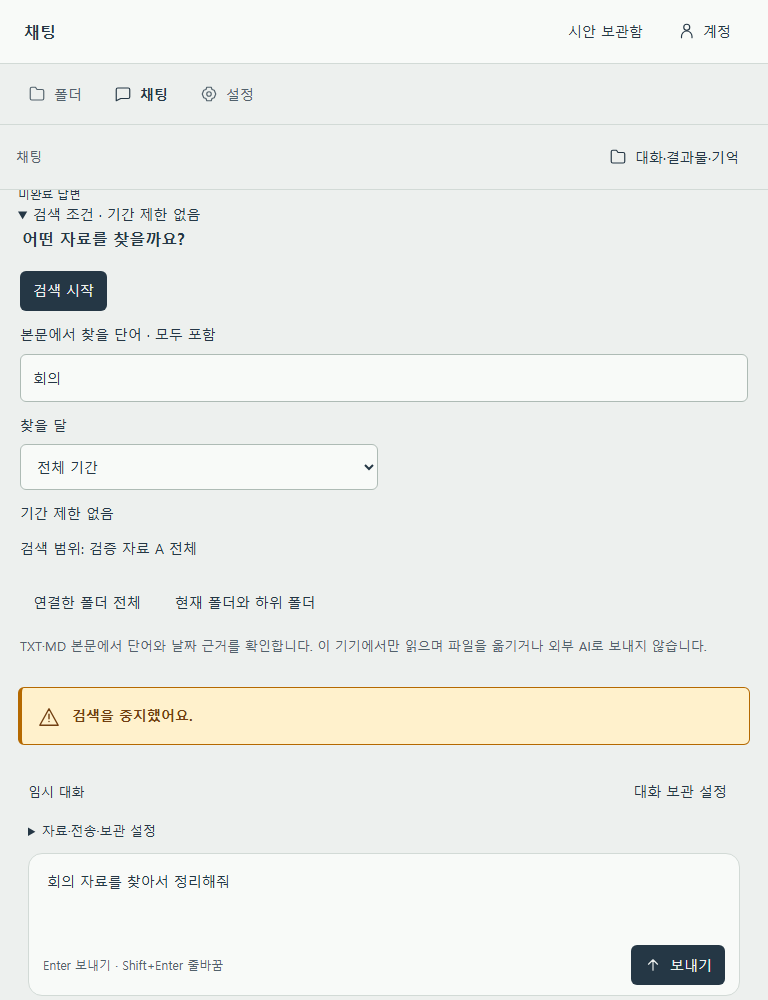 채팅
시안 보관함
계정
폴더
채팅
설정
채팅
대화·결과물·기억
미완료 답변
▼ 검색 조건 · 기간 제한 없음
어떤 자료를 찾을까요?
검색 시작
본문에서 찾을 단어 · 모두 포함
회의
찾을 달
전체 기간
기간 제한 없음
검색 범위: 검증 자료 A 전체
연결한 폴더 전체
현재 폴더와 하위 폴더
TXT·MD 본문에서 단어와 날짜 근거를 확인합니다. 이 기기에서만 읽으며 파일을 옮기거나 외부 AI로 보내지 않습니다.
검색을 중지했어요.
임시 대화
대화 보관 설정
▶ 자료·전송·보관 설정
회의 자료를 찾아서 정리해줘
Enter 보내기 · Shift+Enter 줄바꿈
보내기